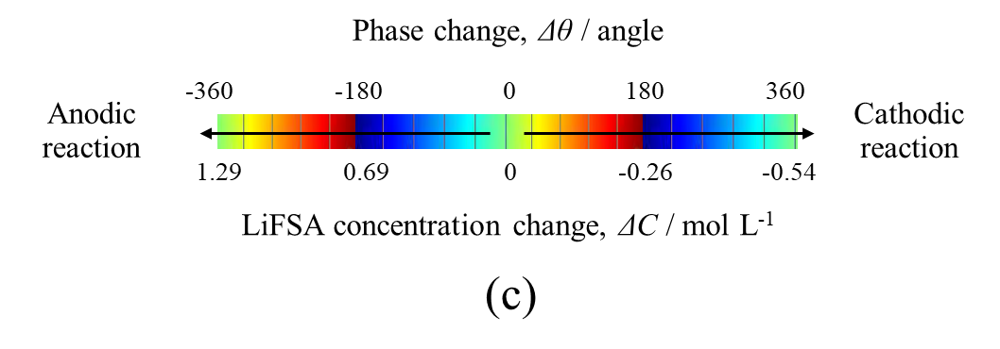 Phase change, Δθ / angle
-360 -180 0 180 360
Anodic reaction
Cathodic reaction
1.29 0.69 0 -0.26 -0.54
LiFSA concentration change, ΔC / mol L-1
(c)